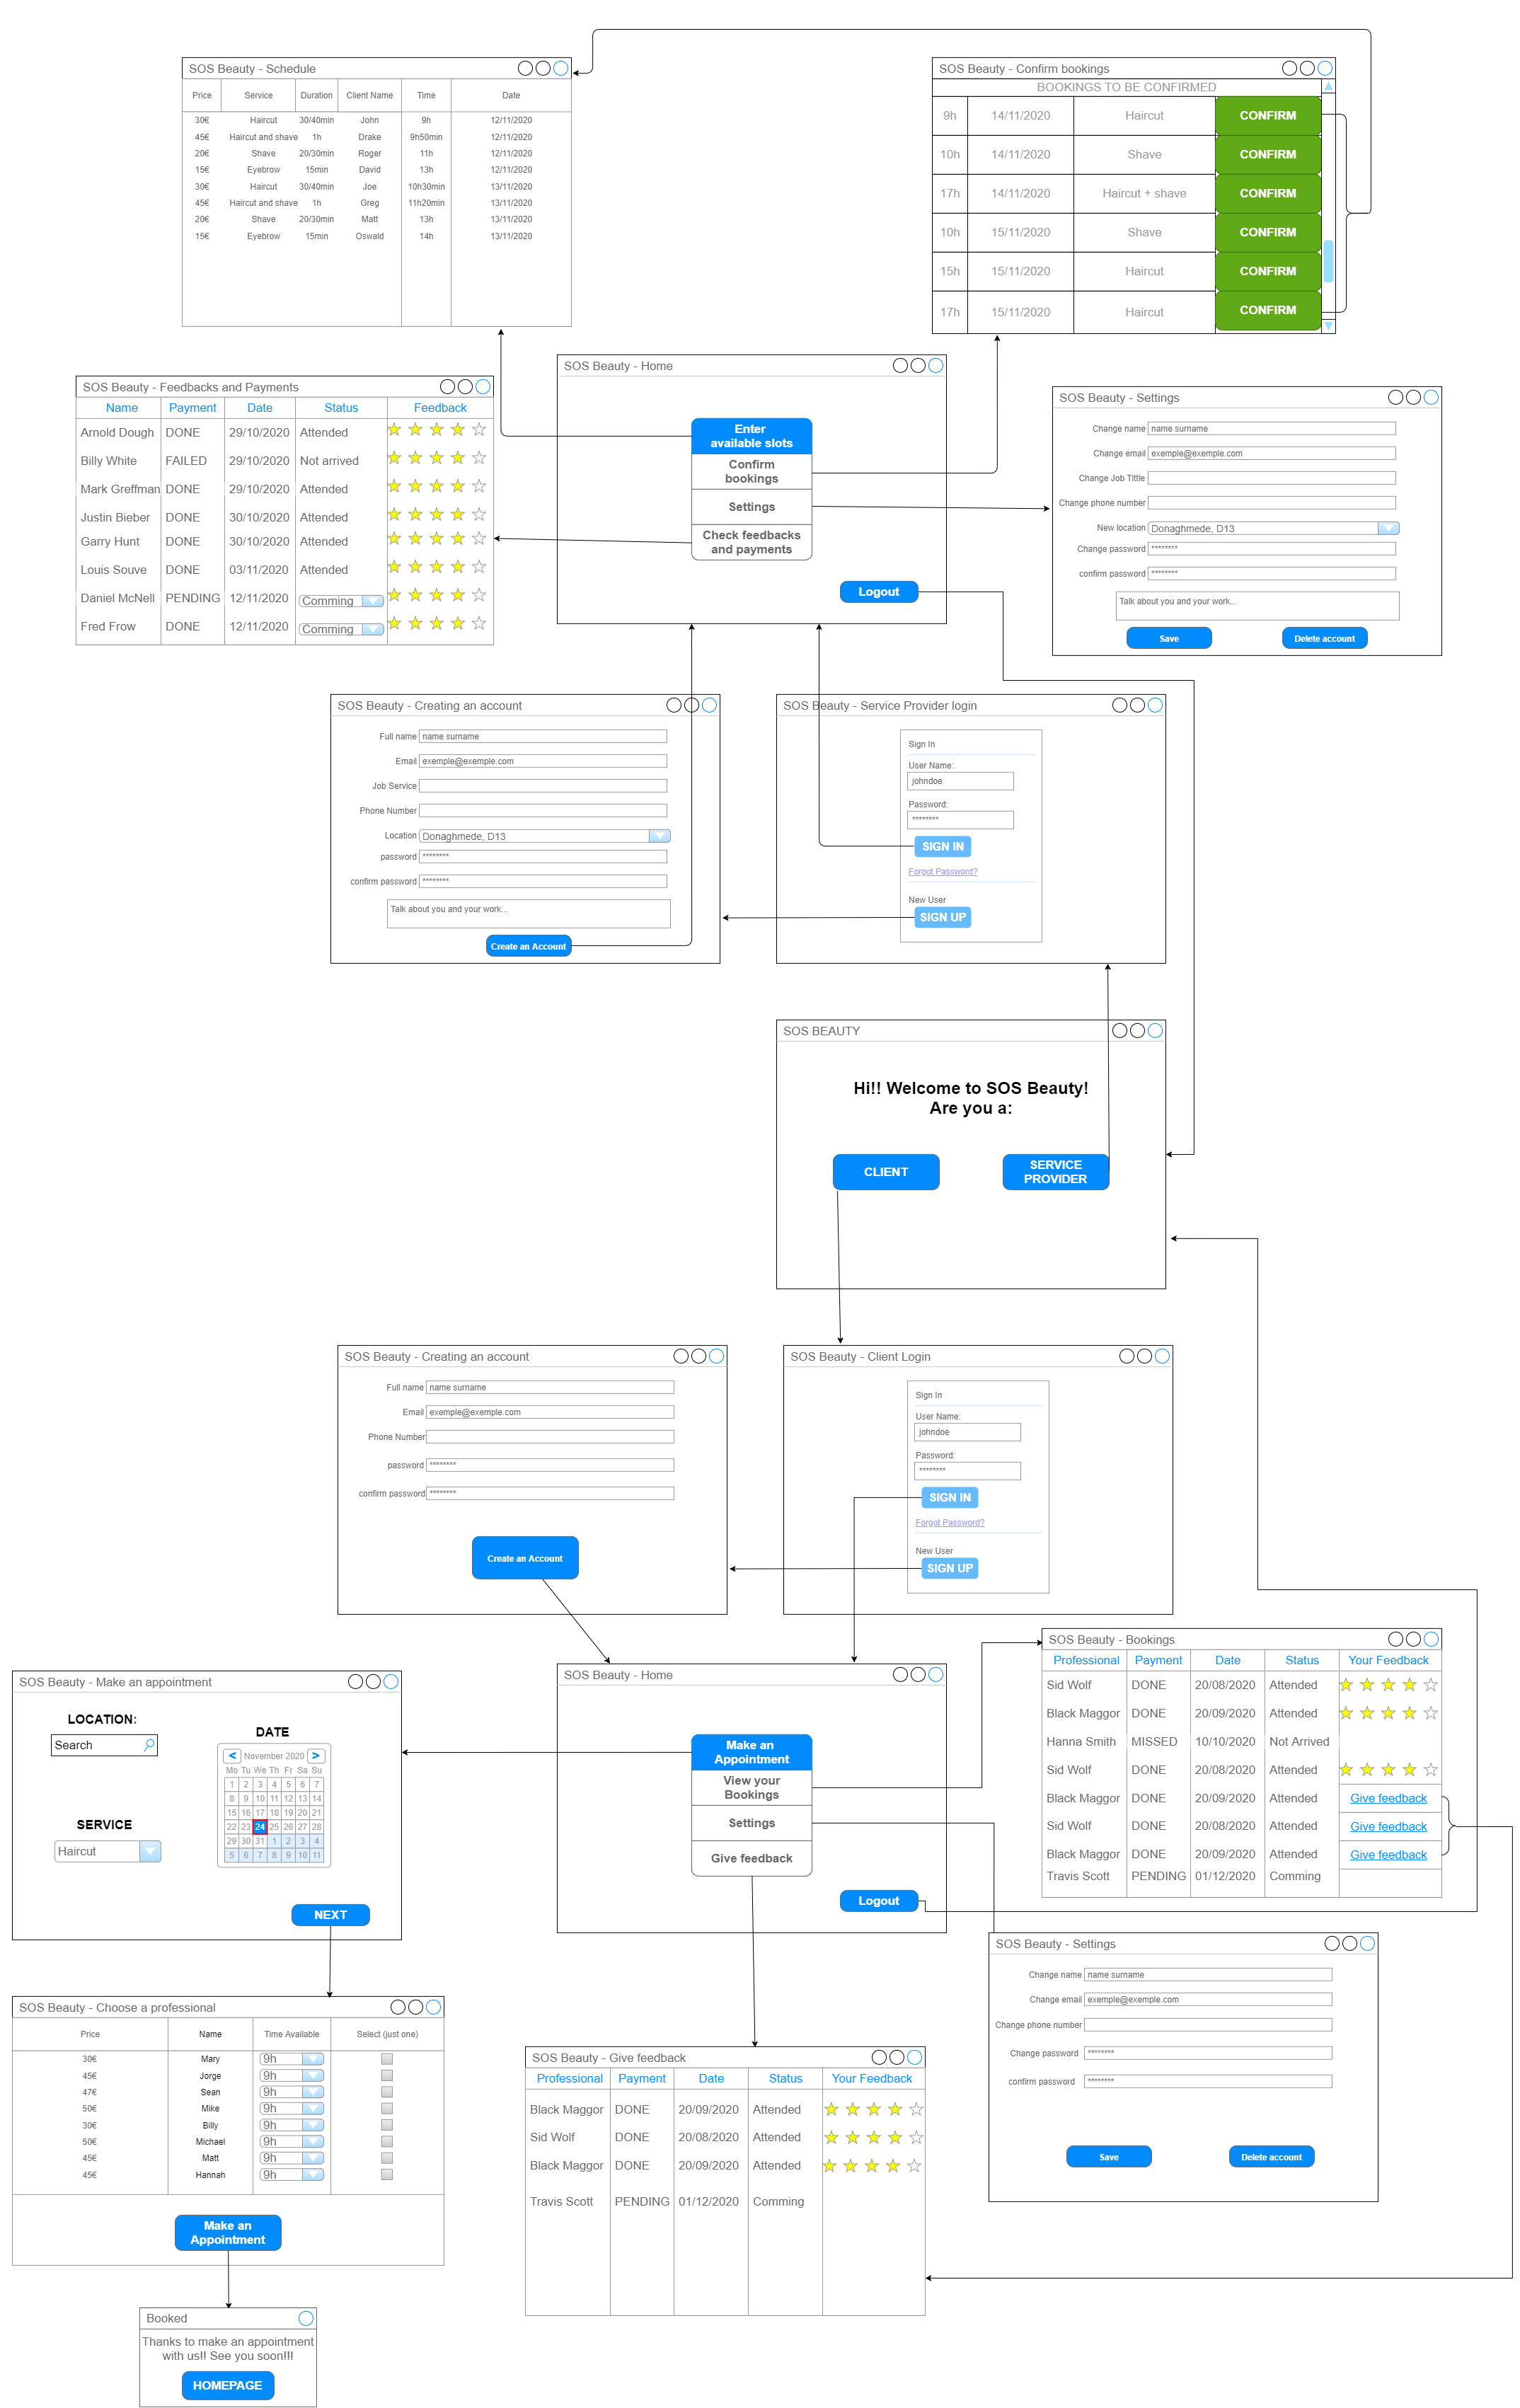 SOS Beauty - Schedule
Price Service Duration Client Name Time Date
30€ Haircut 30/40min John 9h 12/11/2020
45€ Haircut and shave 1h Drake 9h50min 12/11/2020
20€ Shave 20/30min Roger 11h 12/11/2020
15€ Eyebrow 15min David 13h 12/11/2020
30€ Haircut 30/40min Joe 10h30min 13/11/2020
45€ Haircut and shave 1h Greg 11h20min 13/11/2020
20€ Shave 20/30min Matt 13h 13/11/2020
15€ Eyebrow 15min Oswald 14h 13/11/2020
SOS Beauty - Confirm bookings
BOOKINGS TO BE CONFIRMED
9h 14/11/2020 Haircut CONFIRM
10h 14/11/2020 Shave CONFIRM
17h 14/11/2020 Haircut + shave CONFIRM
10h 15/11/2020 Shave CONFIRM
15h 15/11/2020 Haircut CONFIRM
17h 15/11/2020 Haircut CONFIRM
SOS Beauty - Feedbacks and Payments
Name Payment Date Status Feedback
Arnold Dough DONE 29/10/2020 Attended
Billy White FAILED 29/10/2020 Not arrived
Mark Greffman DONE 29/10/2020 Attended
Justin Bieber DONE 30/10/2020 Attended
Garry Hunt DONE 30/10/2020 Attended
Louis Souve DONE 03/11/2020 Attended
Daniel McNell PENDING 12/11/2020 Comming
Fred Frow DONE 12/11/2020 Comming
SOS Beauty - Home
Enter
available slots
Confirm
bookings
Settings
Check feedbacks
and payments
Logout
SOS Beauty - Settings
Change name name surname
Change email exemple@exemple.com
Change Job Tittle
Change phone number
New location Donaghmede, D13
Change password ********
confirm password ********
Talk about you and your work...
Save Delete account
SOS Beauty - Creating an account
Full name name surname
Email exemple@exemple.com
Job Service
Phone Number
Location Donaghmede, D13
password ********
confirm password ********
Talk about you and your work...
Create an Account
SOS Beauty - Service Provider login
Sign In
User Name:
johndoe
Password:
********
SIGN IN
Forgot Password?
New User
SIGN UP
SOS BEAUTY
Hi!! Welcome to SOS Beauty!
Are you a:
CLIENT
SERVICE
PROVIDER
SOS Beauty - Creating an account
Full name name surname
Email exemple@exemple.com
Phone Number
password ********
confirm password ********
Create an Account
SOS Beauty - Client Login
Sign In
User Name:
johndoe
Password:
********
SIGN IN
Forgot Password?
New User
SIGN UP
SOS Beauty - Make an appointment
LOCATION:
Search
SERVICE
Haircut
DATE
< November 2020 >
Mo Tu We Th Fr Sa Su
1 2 3 4 5 6 7
8 9 10 11 12 13 14
15 16 17 18 19 20 21
22 23 24 25 26 27 28
29 30 31 1 2 3 4
5 6 7 8 9 10 11
NEXT
SOS Beauty - Home
Make an
Appointment
View your
Bookings
Settings
Give feedback
Logout
SOS Beauty - Bookings
Professional Payment Date Status Your Feedback
Sid Wolf DONE 20/08/2020 Attended
Black Maggor DONE 20/09/2020 Attended
Hanna Smith MISSED 10/10/2020 Not Arrived
Sid Wolf DONE 20/08/2020 Attended
Black Maggor DONE 20/09/2020 Attended Give feedback
Sid Wolf DONE 20/08/2020 Attended Give feedback
Black Maggor DONE 20/09/2020 Attended Give feedback
Travis Scott PENDING 01/12/2020 Comming
SOS Beauty - Settings
Change name name surname
Change email exemple@exemple.com
Change phone number
Change password ********
confirm password ********
Save Delete account
SOS Beauty - Choose a professional
Price Name Time Available Select (just one)
30€ Mary 9h
45€ Jorge 9h
47€ Sean 9h
50€ Mike 9h
30€ Billy 9h
50€ Michael 9h
45€ Matt 9h
45€ Hannah 9h
Make an
Appointment
SOS Beauty - Give feedback
Professional Payment Date Status Your Feedback
Black Maggor DONE 20/09/2020 Attended
Sid Wolf DONE 20/08/2020 Attended
Black Maggor DONE 20/09/2020 Attended
Travis Scott PENDING 01/12/2020 Comming
Booked
Thanks to make an appointment
with us!! See you soon!!!
HOMEPAGE